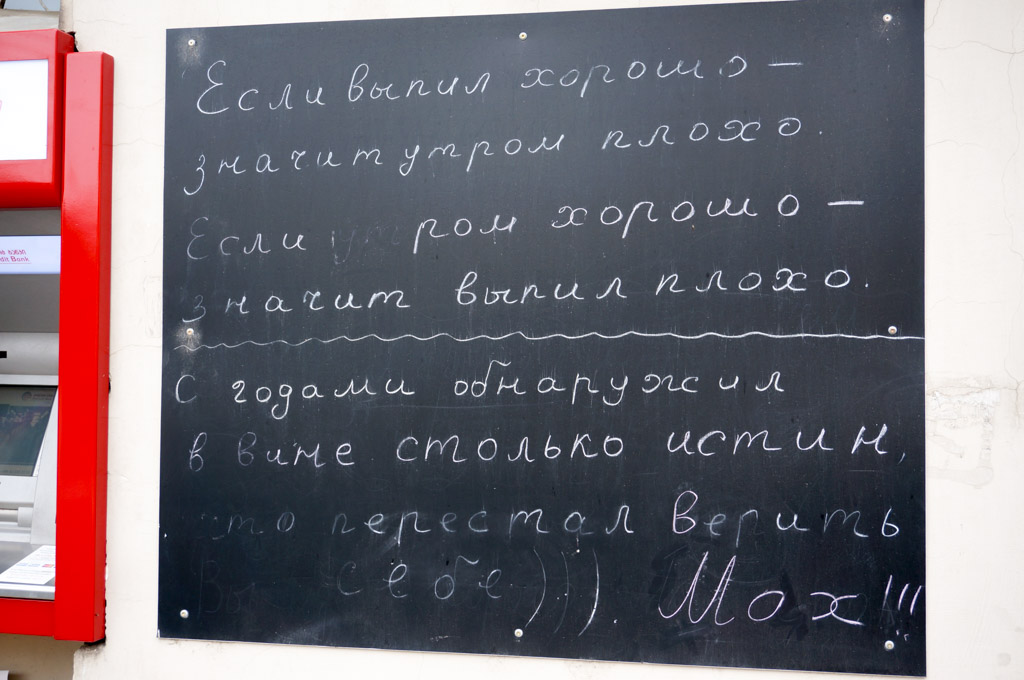 Если выпил хорошо –
значит утром плохо.
Если утром хорошо –
значит выпил плохо.
С годами обнаружил
в вине столько истин,
что перестал верить
себе))). Мох!!!